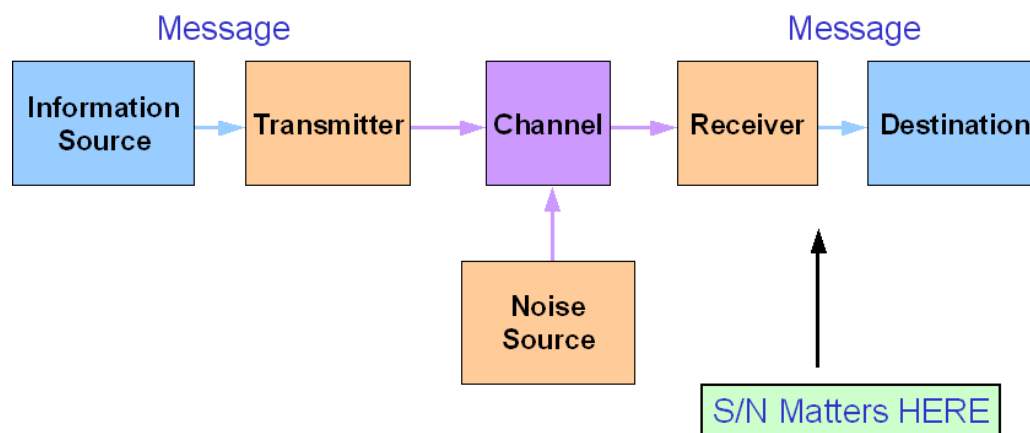 Message
Message
Information
Source
Transmitter
Channel
Receiver
Destination
Noise
Source
S/N Matters HERE